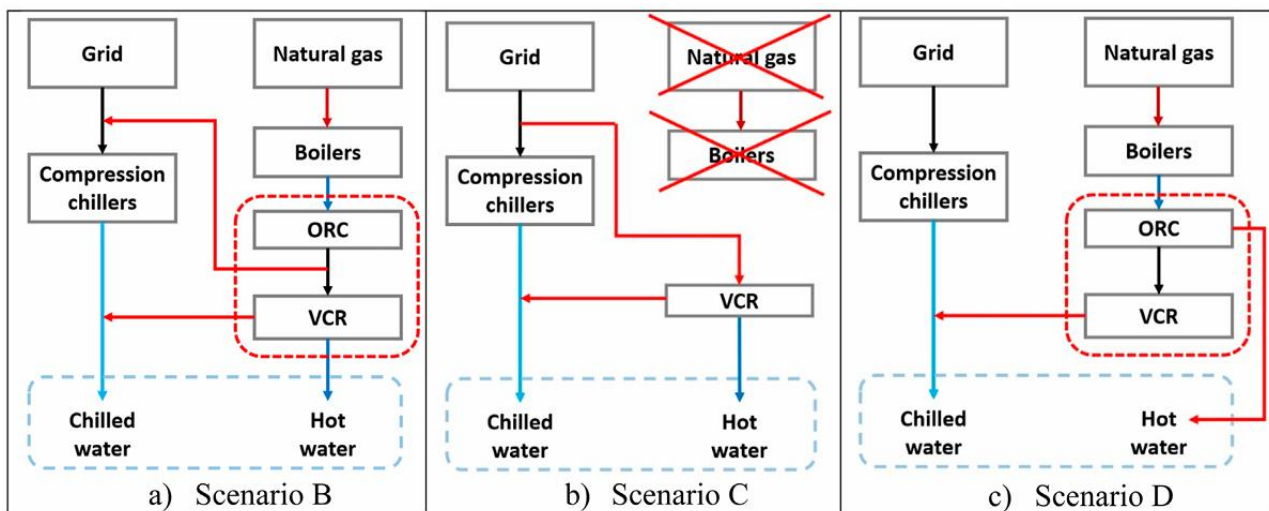 Grid
Natural gas
Boilers
Compression
chillers
ORC
VCR
Chilled
water
Hot
water
a) Scenario B
Grid
Natural gas
Boilers
Compression
chillers
VCR
Chilled
water
Hot
water
b) Scenario C
Grid
Natural gas
Boilers
Compression
chillers
ORC
VCR
Chilled
water
Hot
water
c) Scenario D